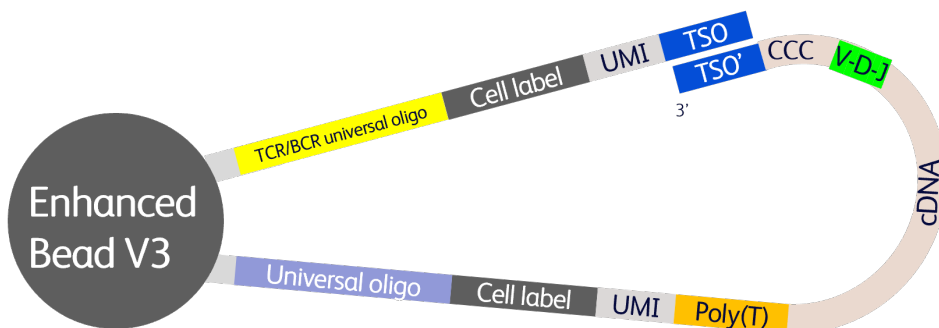 TSO
UMI
Cell label
TCR/BCR universal oligo
TSO'
CCC
V-D-J
3'
cDNA
Enhanced
Bead V3
Universal oligo
Cell label
UMI
Poly(T)